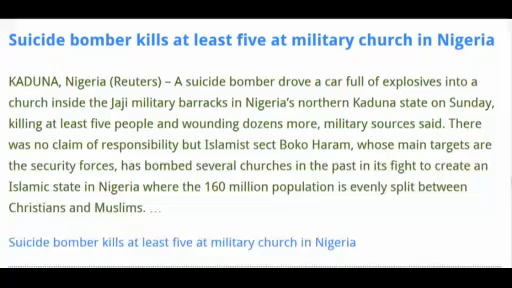 Suicide bomber kills at least five at military church in Nigeria
KADUNA, Nigeria (Reuters) – A suicide bomber drove a car full of explosives into a
church inside the Jaji military barracks in Nigeria's northern Kaduna state on Sunday,
killing at least five people and wounding dozens more, military sources said. There
was no claim of responsibility but Islamist sect Boko Haram, whose main targets are
the security forces, has bombed several churches in the past in its fight to create an
Islamic state in Nigeria where the 160 million population is evenly split between
Christians and Muslims. …
Suicide bomber kills at least five at military church in Nigeria